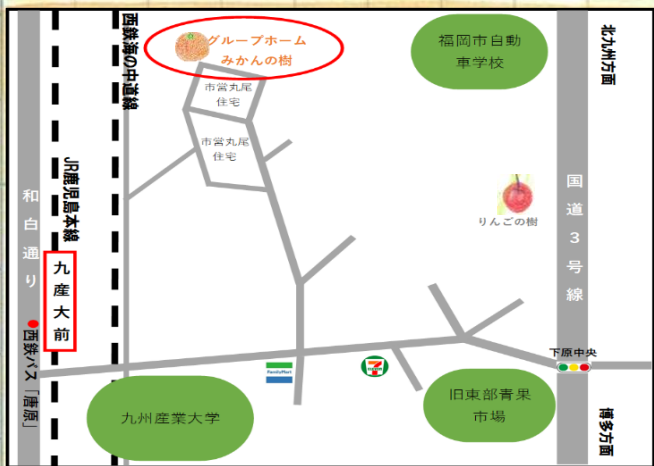 西鉄海の中道線
グループホーム
みかんの樹
福岡市自動
車学校
北九州方面
市営丸尾
住宅
市営丸尾
住宅
JR鹿児島本線
和白通り
国道3号線
りんごの樹
九産大前
西鉄バス「唐原」
下原中央
FamilyMart
7
ELEVEN
九州産業大学
旧東部青果
市場
博多方面